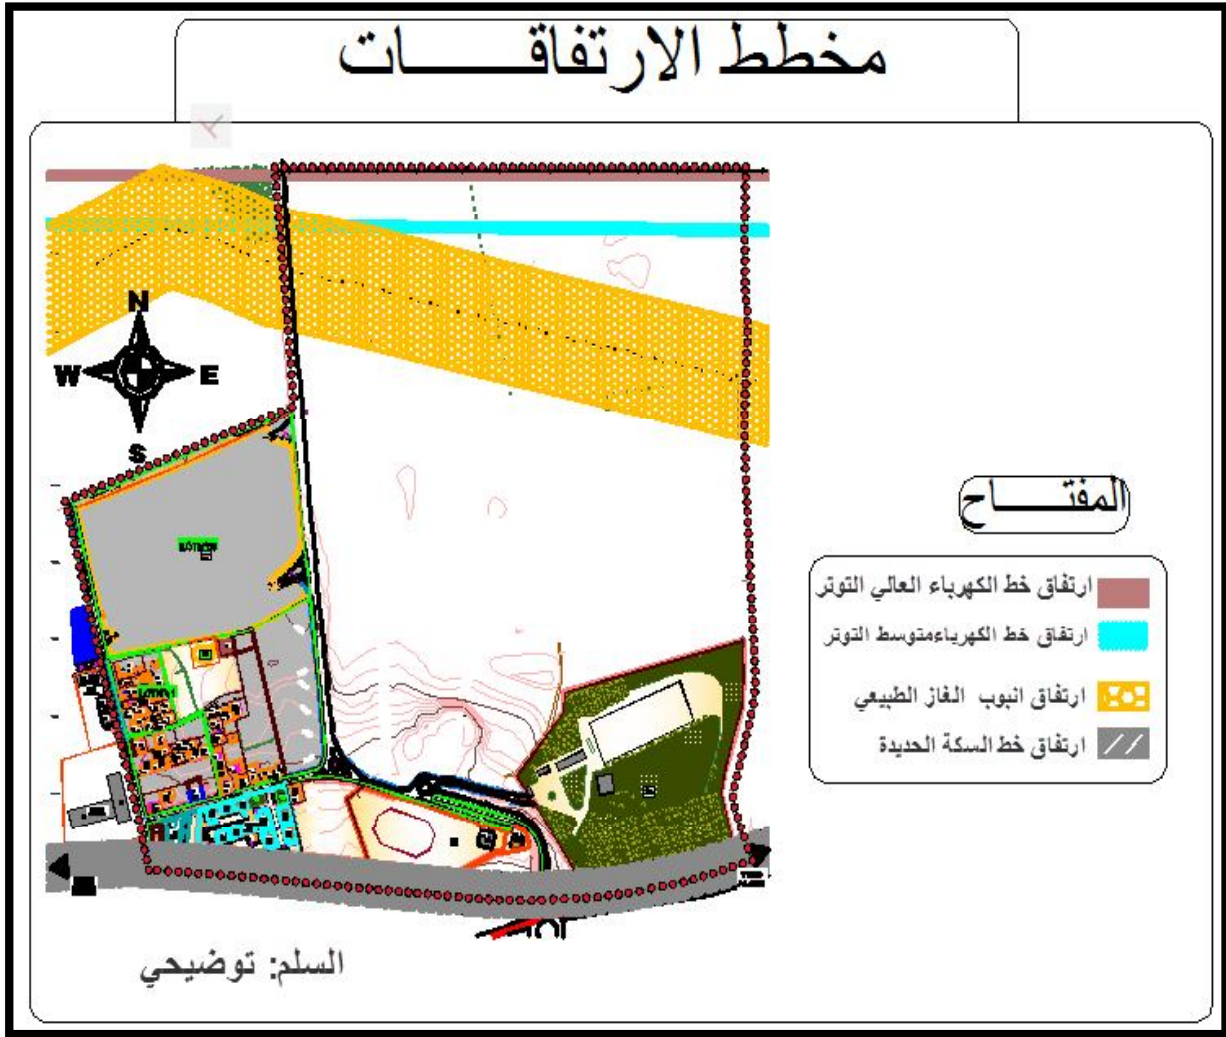 مخطط الارتفاقــــــات
N
W
E
S
المفتـــــاح
ارتفاق خط الكهرباء العالي التوتر
ارتفاق خط الكهرباءمتوسط التوتر
ارتفاق انبوب الغاز الطبيعي
ارتفاق خط السكة الحديدة
السلم: توضيحي